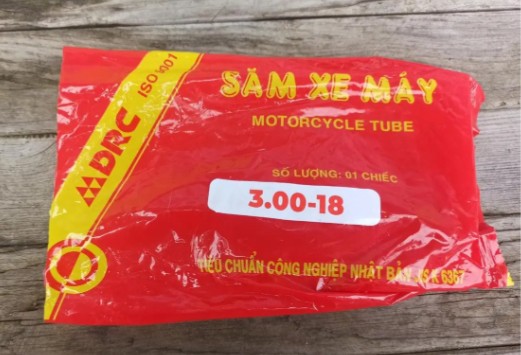 DRC
ISO 9001
SĂM XE MÁY
MOTORCYCLE TUBE
SỐ LƯỢNG: 01 CHIẾC
3.00-18
TIÊU CHUẨN CÔNG NGHIỆP NHẬT BẢN JIS K 6367